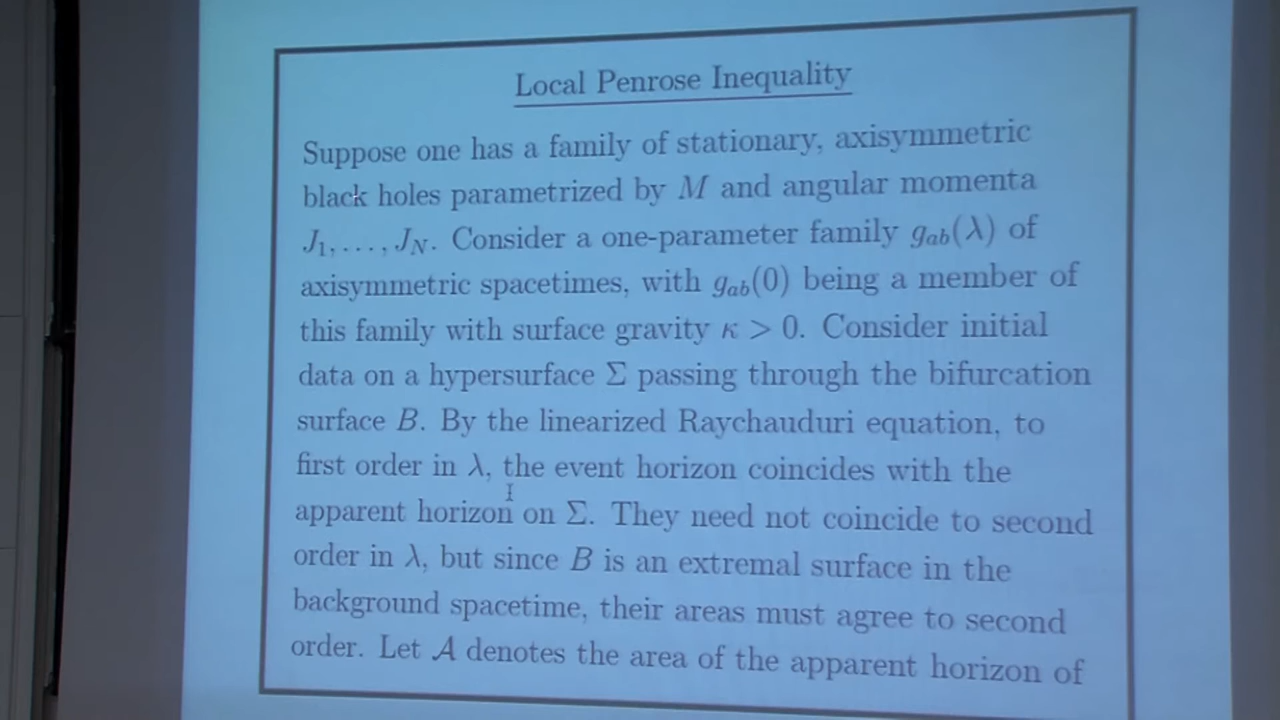 Local Penrose Inequality
Suppose one has a family of stationary, axisymmetric
black holes parametrized by M and angular momenta
J₁, . . . , J_N. Consider a one-parameter family g_ab(λ) of
axisymmetric spacetimes, with g_ab(0) being a member of
this family with surface gravity κ > 0. Consider initial
data on a hypersurface Σ passing through the bifurcation
surface B. By the linearized Raychauduri equation, to
first order in λ, the event horizon coincides with the
apparent horizon on Σ. They need not coincide to second
order in λ, but since B is an extremal surface in the
background spacetime, their areas must agree to second
order. Let 𝒜 denotes the area of the apparent horizon of